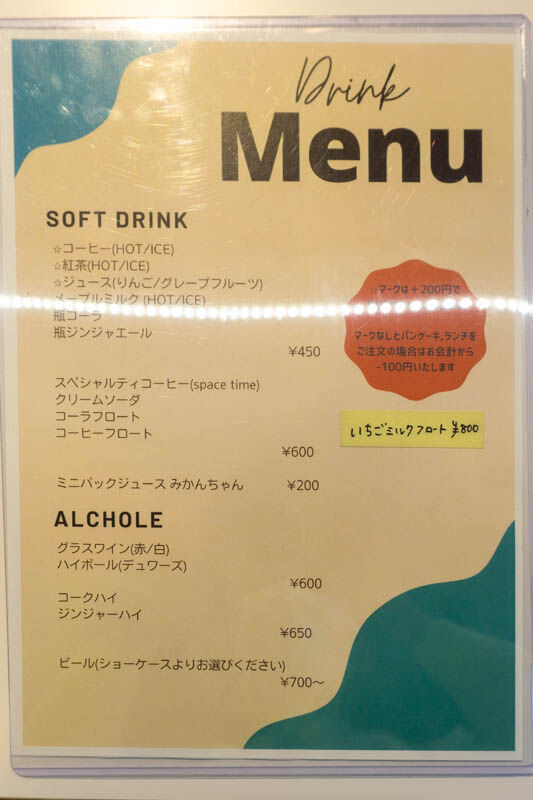 Drink
Menu
SOFT DRINK
☆コーヒー(HOT/ICE)
☆紅茶(HOT/ICE)
☆ジュース(りんご/グレープフルーツ)
メープルミルク (HOT/ICE)
瓶コーラ
瓶ジンジャエール
¥450
☆マークは+200円で
マークなしとパンケーキ,ランチを
ご注文の場合はお会計から
-100円いたします
スペシャルティコーヒー(space time)
クリームソーダ
コーラフロート
コーヒーフロート
¥600
いちごミルクフロート ¥800
ミニパックジュース みかんちゃん ¥200
ALCHOLE
グラスワイン(赤/白)
ハイボール(デュワーズ)
¥600
コークハイ
ジンジャーハイ
¥650
ビール(ショーケースよりお選びください)
¥700～